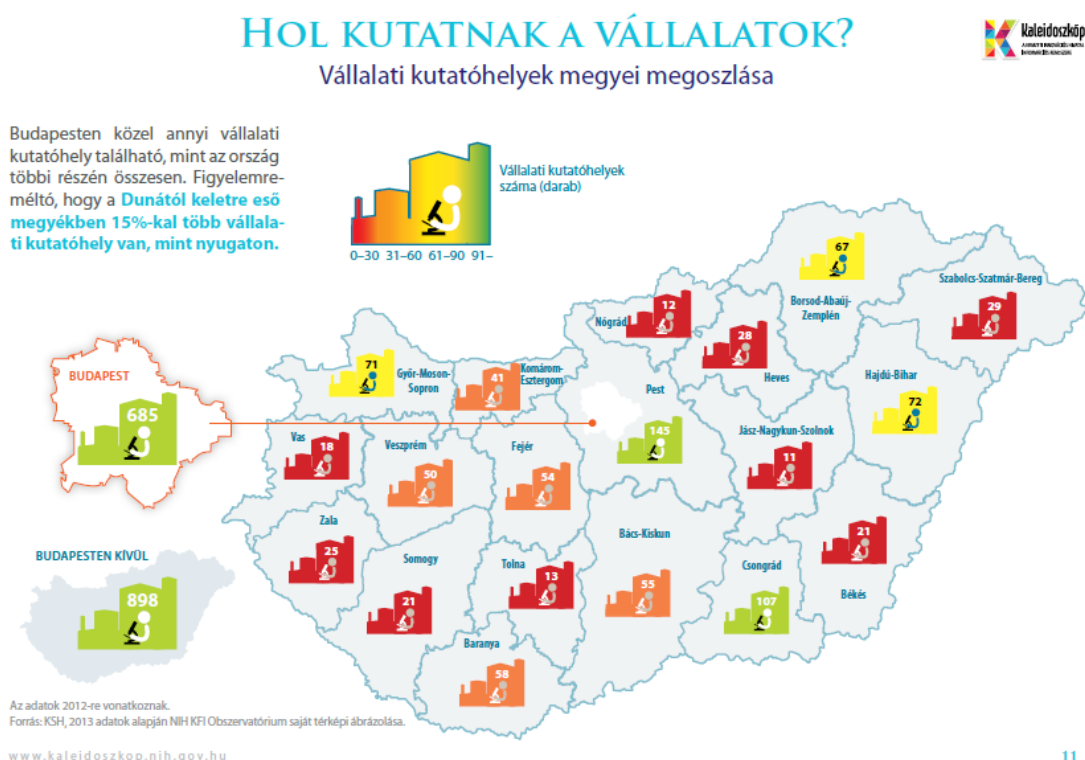 HOL KUTATNAK A VÁLLALATOK?
Vállalati kutatóhelyek megyei megoszlása
Kaleidoszkóp
Budapesten közel annyi vállalati
kutatóhely található, mint az ország
többi részén összesen. Figyelemre-
méltó, hogy a Dunától keletre eső
megyékben 15%-kal több vállala-
ti kutatóhely van, mint nyugaton.
Vállalati kutatóhelyek
száma (darab)
0–30 31–60 61–90 91–
BUDAPEST
685
BUDAPESTEN KÍVÜL
898
67
Borsod-Abaúj-
Zemplén
Szabolcs-Szatmár-Bereg
29
Nógrád
12
28
Heves
71
Győr-Moson-
Sopron
41
Komárom-
Esztergom
Pest
145
Hajdú-Bihar
72
Vas
18
Veszprém
50
Fejér
54
Jász-Nagykun-Szolnok
11
Zala
25
Somogy
21
Tolna
13
Bács-Kiskun
55
Csongrád
107
21
Békés
Baranya
58
Az adatok 2012-re vonatkoznak.
Forrás: KSH, 2013 adatok alapján NIH KFI Obszervatórium saját térképi ábrázolása.
www.kaleidoszkop.nih.gov.hu
11